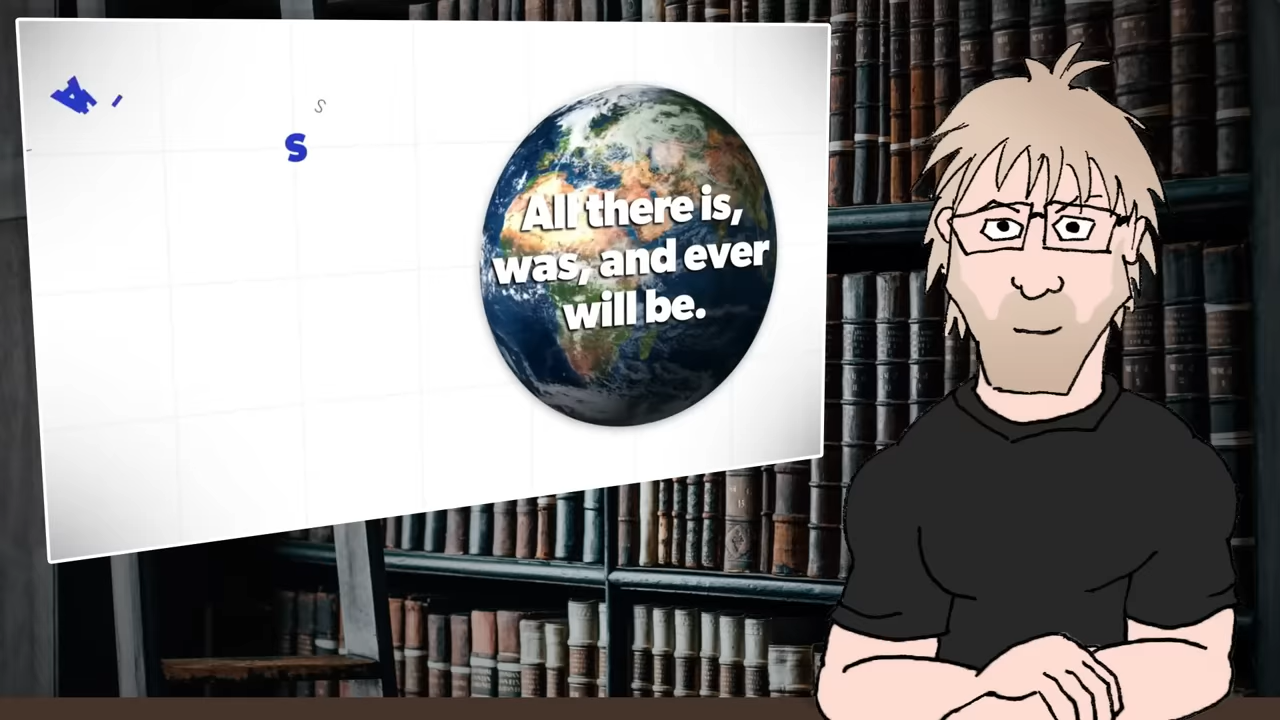 A
S
S
All there is,
was, and ever
will be.